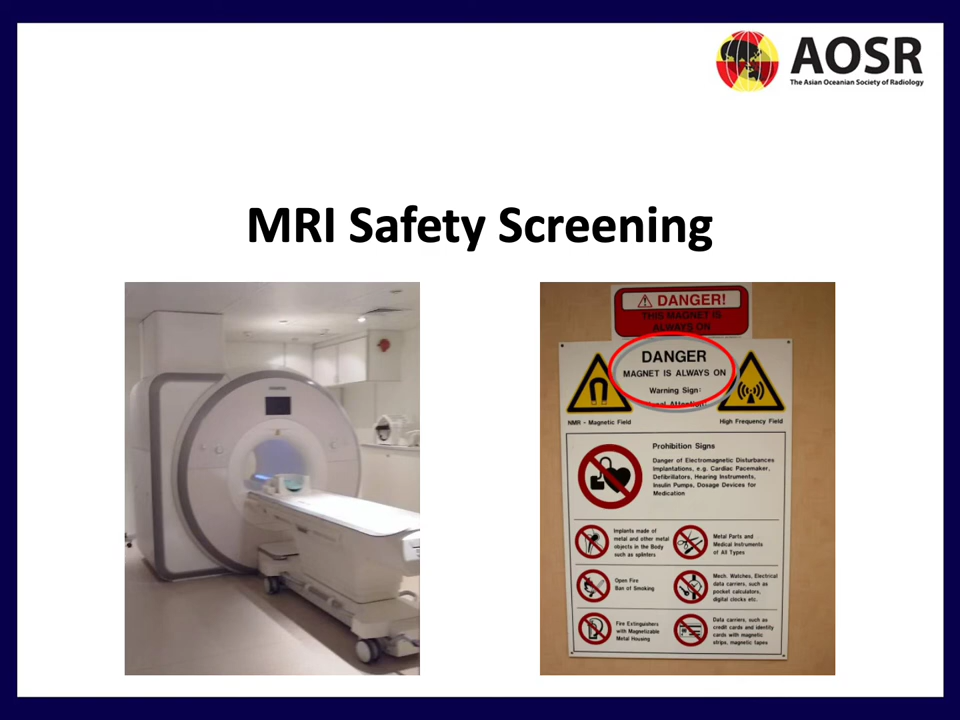 AOSR
The Asian Oceanian Society of Radiology
MRI Safety Screening
DANGER!
THIS MAGNET IS
ALWAYS ON
DANGER
MAGNET IS ALWAYS ON
Warning Sign:
Attention:
NMR - Magnetic Field
High Frequency Field
Prohibition Signs
Danger of Electromagnetic Disturbances
Implantations, e.g. Cardiac Pacemaker,
Defibrillators, Hearing Instruments,
Insulin Pumps, Dosage Devices for
Medication
Implants made of
metal and other metal
objects in the Body
such as splinters
Metal Parts and
Medical Instruments
of All Types
Open Fire
Ban of Smoking
Mech. Watches, Electrical
data carriers, such as
pocket calculators,
digital clocks etc.
Fire Extinguishers
with Magnetizable
Metal Housing
Data carriers, such as
credit cards and identity
cards with magnetic
strips, magnetic tapes